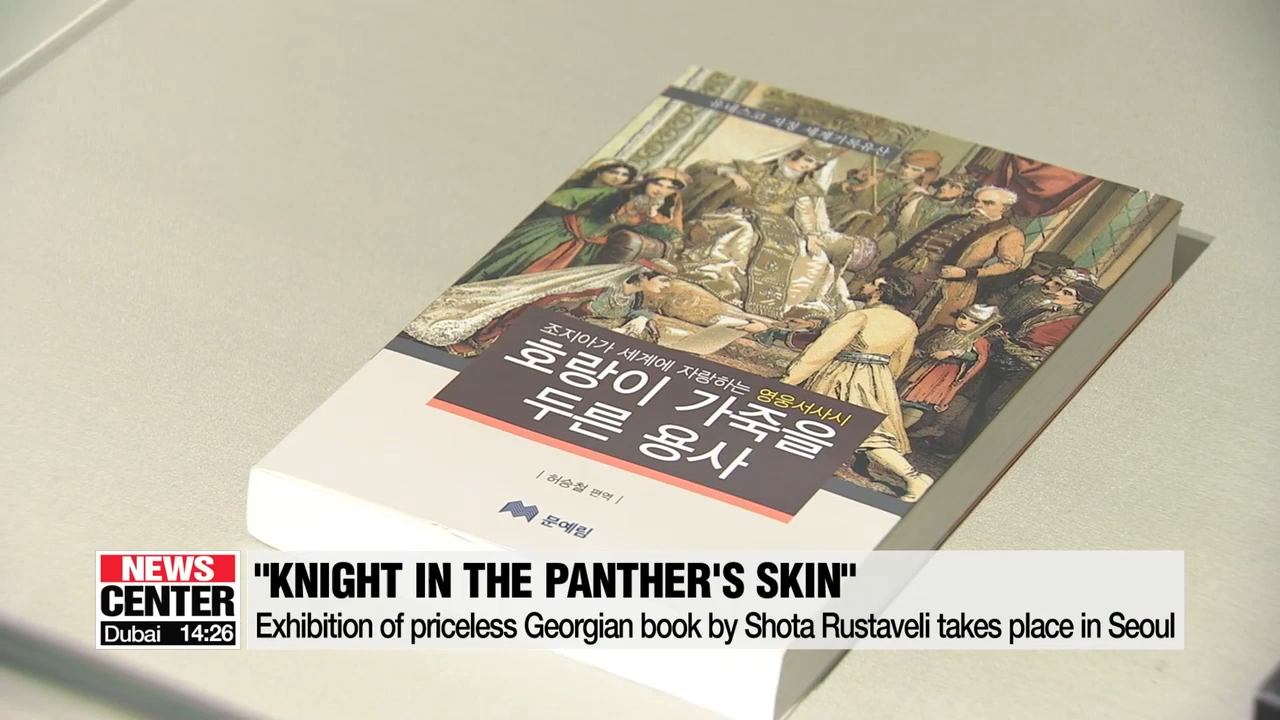 유네스코 지정 세계기록유산
조지아가 세계에 자랑하는 영웅서사시
호랑이 가죽을
두른 용사
| 허승철 편역 |
문예림
NEWS
CENTER
Dubai 14:26
"KNIGHT IN THE PANTHER'S SKIN"
Exhibition of priceless Georgian book by Shota Rustaveli takes place in Seoul